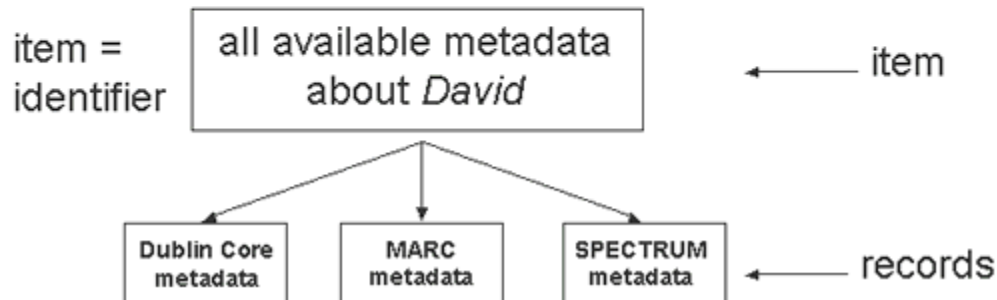 item =
identifier
all available metadata
about David
item
Dublin Core
metadata
MARC
metadata
SPECTRUM
metadata
records